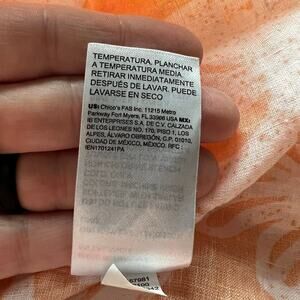 TEMPERATURA, PLANCHAR
A TEMPERATURA MEDIA.
RETIRAR INMEDIATAMENTE
DESPUÉS DE LAVAR. PUEDE
LAVARSE EN SECO
US: Chico's FAS Inc. 11215 Metro
Parkway Fort Myers, FL 33966 USA MX:
IB ENTERPRISES S.A. DE C.V. CALZADA
DE LOS LEONES NO. 170, PISO 1, LOS
ALPES, ÁLVARO OBREGÓN, C.P. 01010,
CIUDAD DE MÉXICO, MÉXICO. RFC
IEN1701241PA